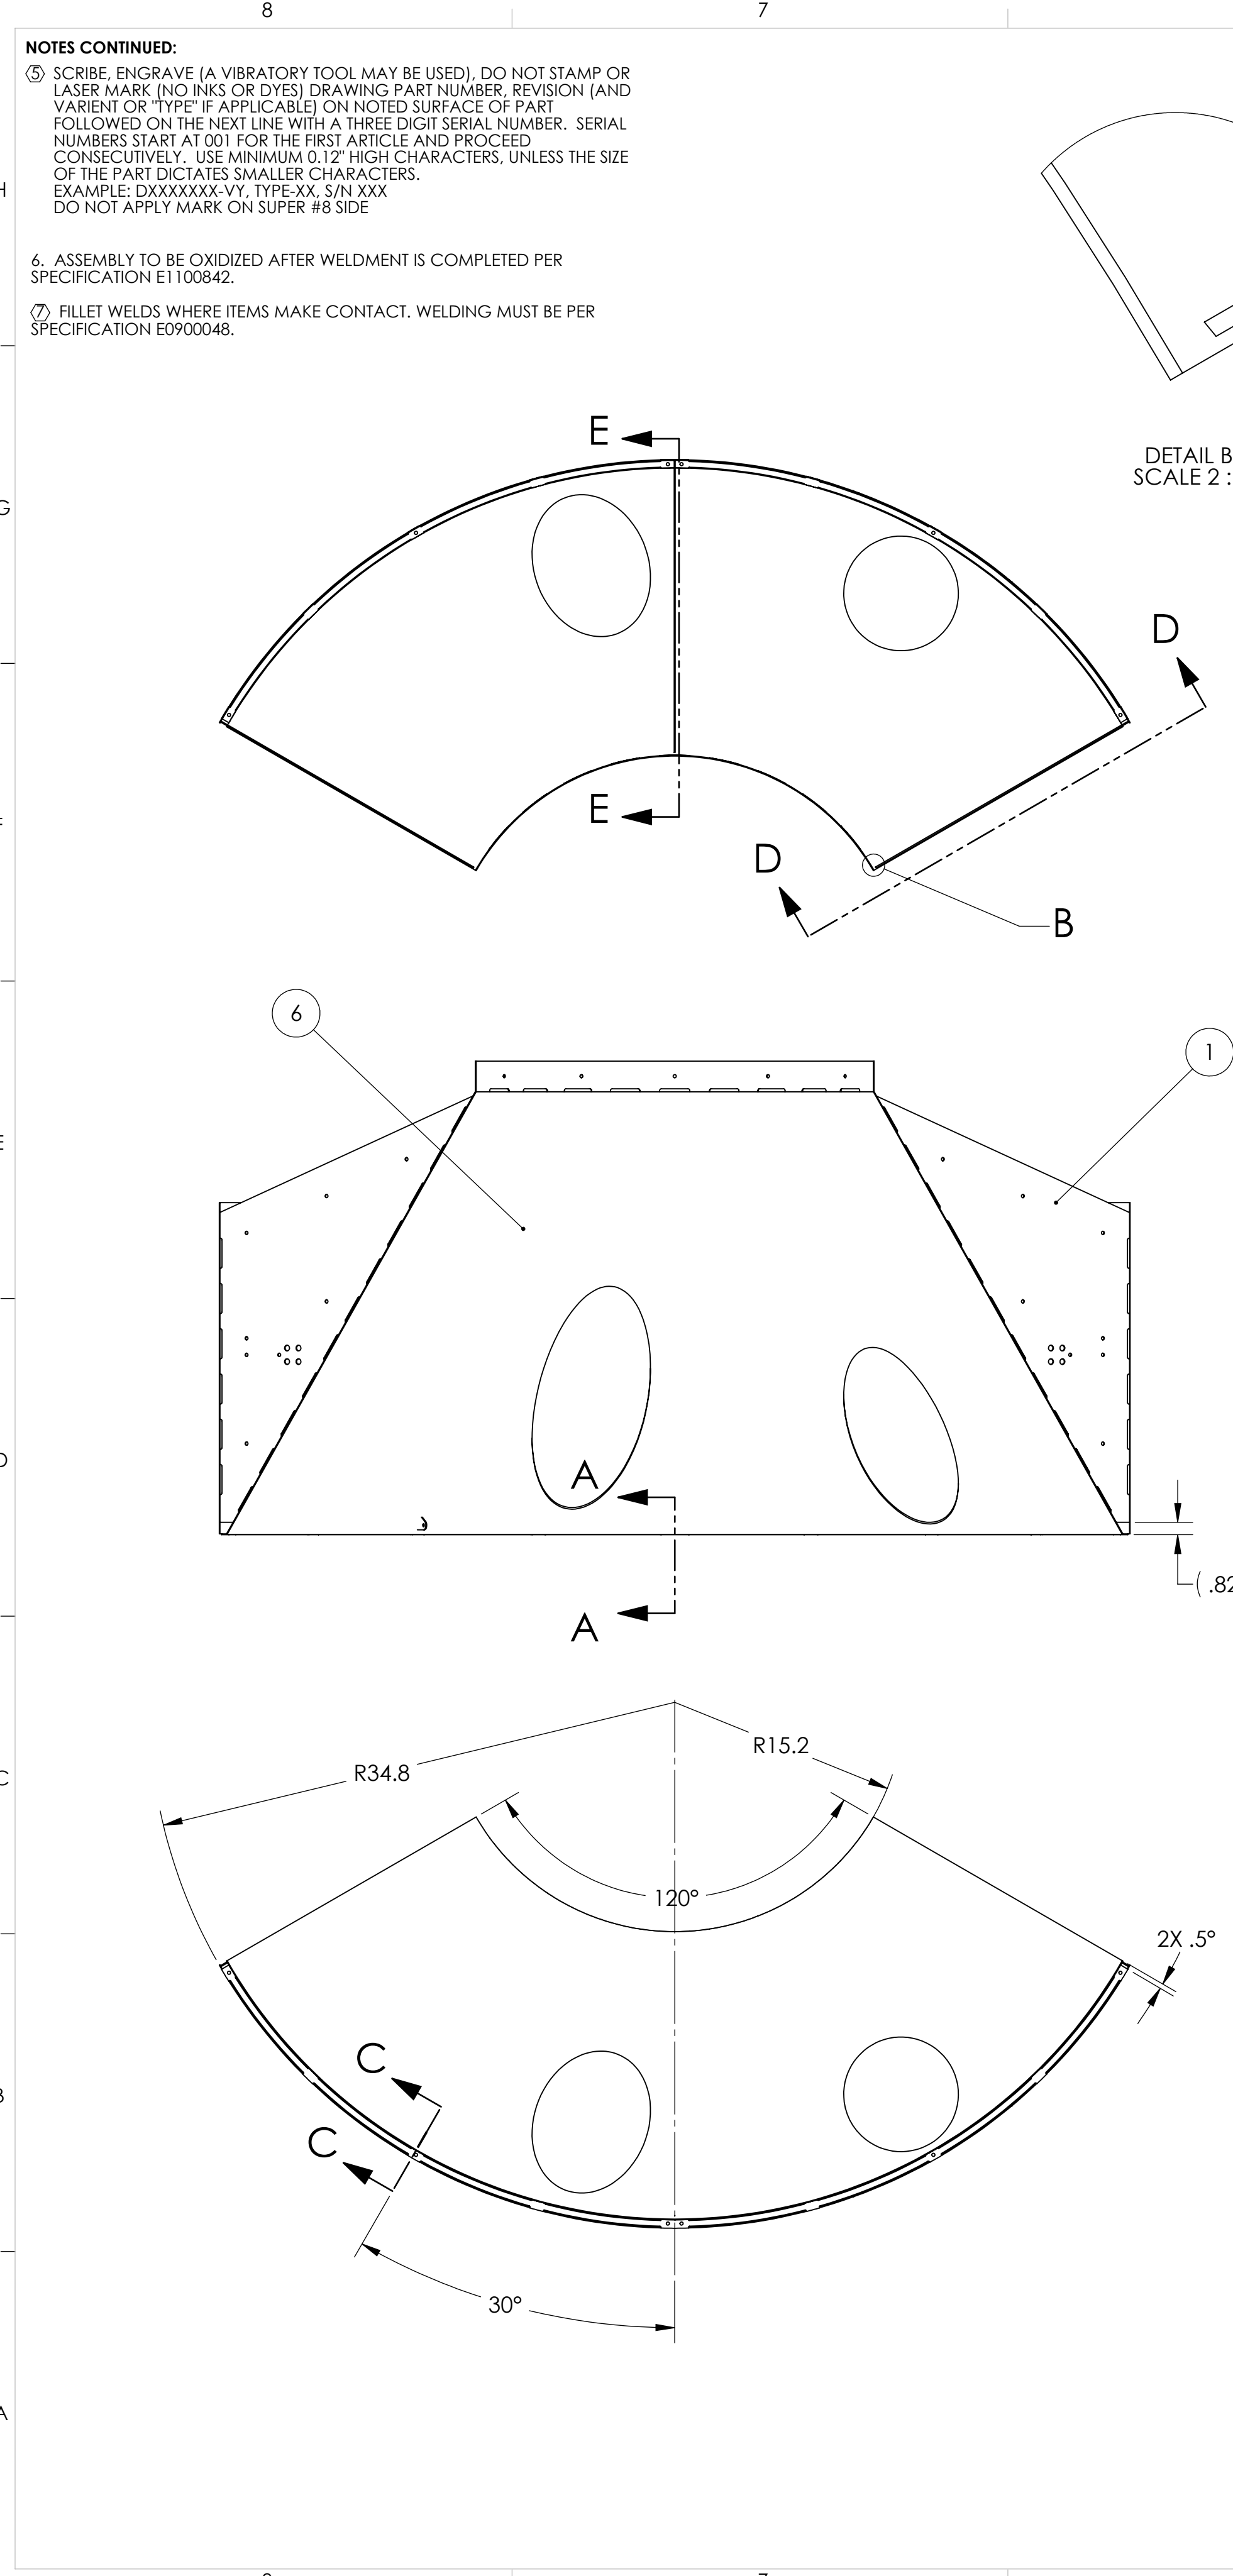 8
7
NOTES CONTINUED:
5 SCRIBE, ENGRAVE (A VIBRATORY TOOL MAY BE USED), DO NOT STAMP OR
LASER MARK (NO INKS OR DYES) DRAWING PART NUMBER, REVISION (AND
VARIENT OR "TYPE" IF APPLICABLE) ON NOTED SURFACE OF PART
FOLLOWED ON THE NEXT LINE WITH A THREE DIGIT SERIAL NUMBER. SERIAL
NUMBERS START AT 001 FOR THE FIRST ARTICLE AND PROCEED
CONSECUTIVELY. USE MINIMUM 0.12" HIGH CHARACTERS, UNLESS THE SIZE
OF THE PART DICTATES SMALLER CHARACTERS.
EXAMPLE: DXXXXXXX-VY, TYPE-XX, S/N XXX
DO NOT APPLY MARK ON SUPER #8 SIDE
6. ASSEMBLY TO BE OXIDIZED AFTER WELDMENT IS COMPLETED PER
SPECIFICATION E1100842.
7 FILLET WELDS WHERE ITEMS MAKE CONTACT. WELDING MUST BE PER
SPECIFICATION E0900048.
H
E
DETAIL B
SCALE 2 :
G
D
E
D
B
6
1
E
A
D
( .82
A
R15.2
R34.8
C
120°
2X .5°
C
B
C
30°
A
7